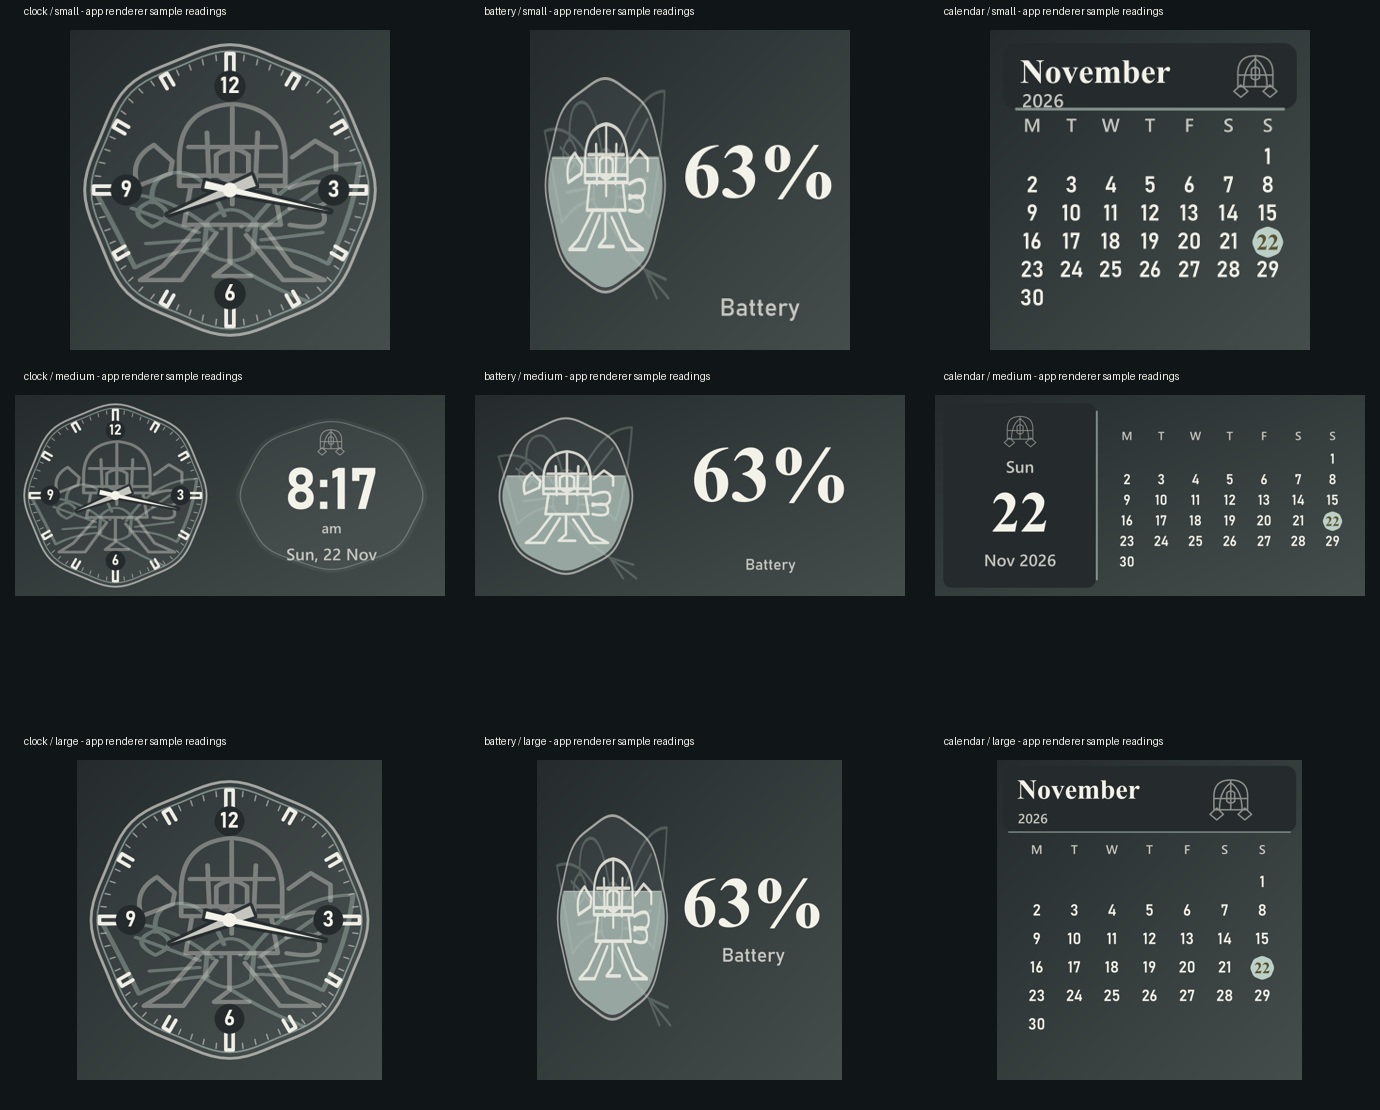 clock / small - app renderer sample readings
12
9
3
6
battery / small - app renderer sample readings
63%
Battery
calendar / small - app renderer sample readings
November
2026
M T W T F S S
1
2 3 4 5 6 7 8
9 10 11 12 13 14 15
16 17 18 19 20 21 22
23 24 25 26 27 28 29
30
clock / medium - app renderer sample readings
12
9
3
6
8:17
am
Sun, 22 Nov
battery / medium - app renderer sample readings
63%
Battery
calendar / medium - app renderer sample readings
Sun
22
Nov 2026
M T W T F S S
1
2 3 4 5 6 7 8
9 10 11 12 13 14 15
16 17 18 19 20 21 22
23 24 25 26 27 28 29
30
clock / large - app renderer sample readings
12
9
3
6
battery / large - app renderer sample readings
63%
Battery
calendar / large - app renderer sample readings
November
2026
M T W T F S S
1
2 3 4 5 6 7 8
9 10 11 12 13 14 15
16 17 18 19 20 21 22
23 24 25 26 27 28 29
30